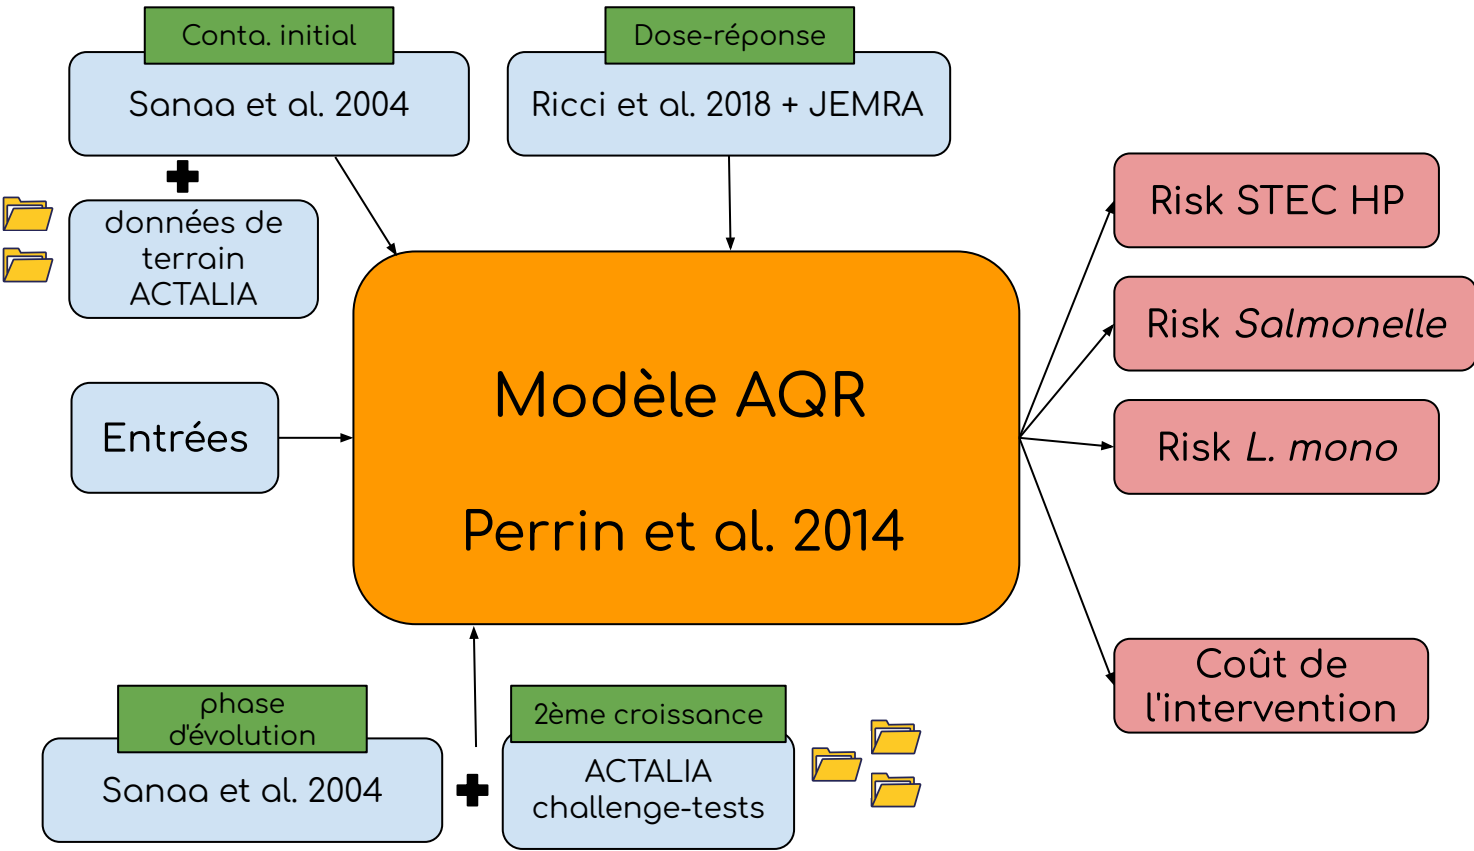 Conta. initial
Sanaa et al. 2004
données de
terrain
ACTALIA
Dose-réponse
Ricci et al. 2018 + JEMRA
Entrées
Modèle AQR
Perrin et al. 2014
phase
d'évolution
Sanaa et al. 2004
2ème croissance
ACTALIA
challenge-tests
Risk STEC HP
Risk Salmonelle
Risk L. mono
Coût de
l'intervention